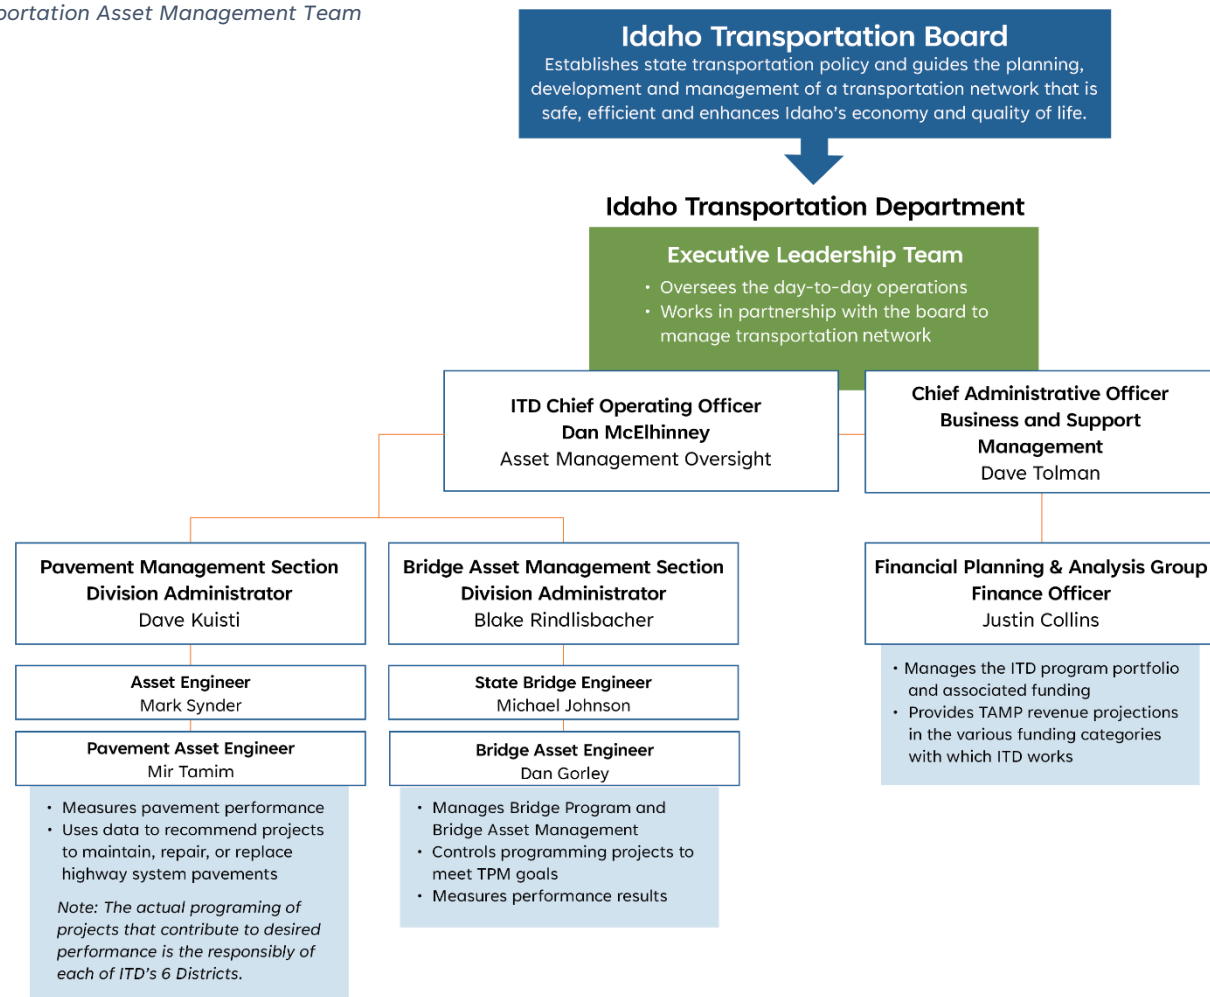 Asset Management Team
Idaho Transportation Board
Establishes state transportation policy and guides the planning,
development and management of a transportation network that is
safe, efficient and enhances Idaho's economy and quality of life.
Idaho Transportation Department
Executive Leadership Team
• Oversees the day-to-day operations
• Works in partnership with the board to
manage transportation network
ITD Chief Operating Officer
Dan McElhinney
Asset Management Oversight
Chief Administrative Officer
Business and Support
Management
Dave Tolman
Pavement Management Section
Division Administrator
Dave Kuisti
Bridge Asset Management Section
Division Administrator
Blake Rindlisbacher
Financial Planning & Analysis Group
Finance Officer
Justin Collins
Asset Engineer
Mark Synder
State Bridge Engineer
Michael Johnson
• Manages the ITD program portfolio
and associated funding
• Provides TAMP revenue projections
in the various funding categories
with which ITD works
Pavement Asset Engineer
Mir Tamim
Bridge Asset Engineer
Dan Gorley
• Measures pavement performance
• Uses data to recommend projects
to maintain, repair, or replace
highway system pavements
Note: The actual programing of
projects that contribute to desired
performance is the responsibly of
each of ITD's 6 Districts.
• Manages Bridge Program and
Bridge Asset Management
• Controls programming projects to
meet TPM goals
• Measures performance results